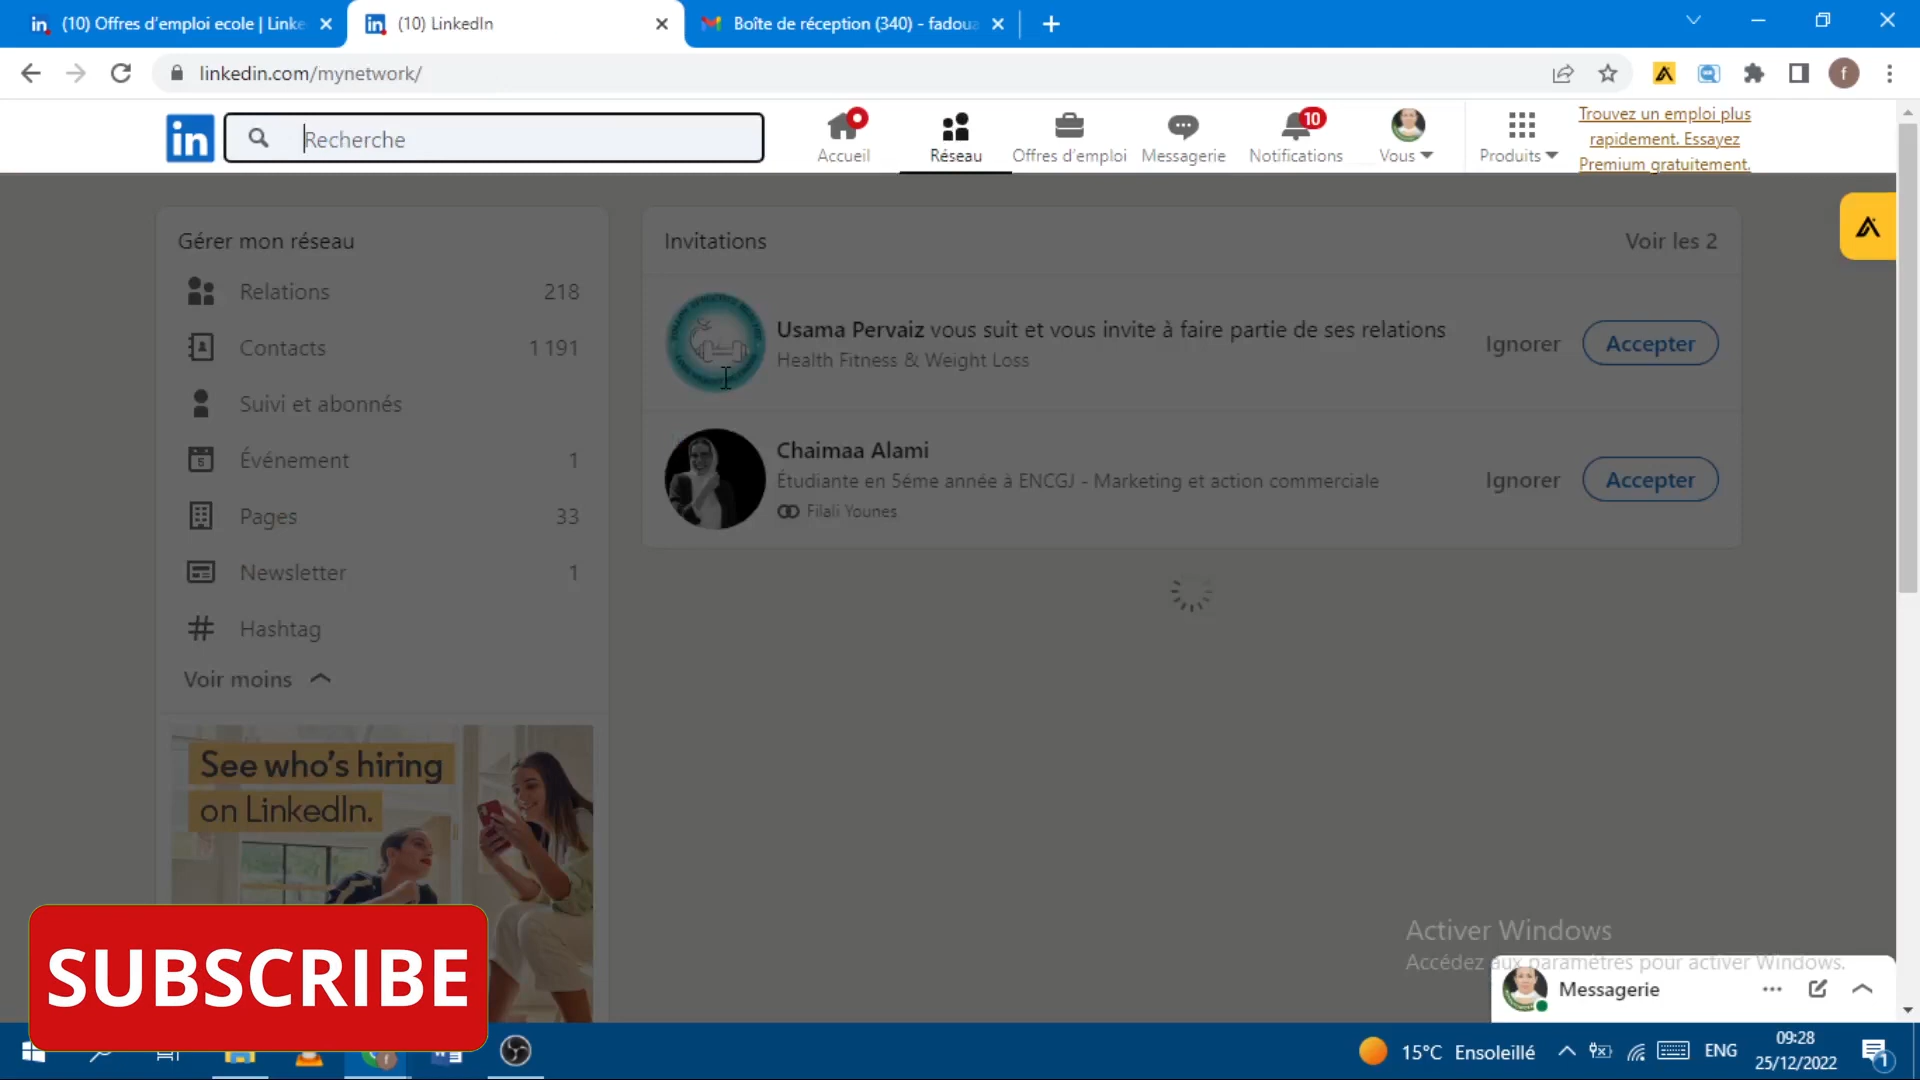 (10) Offres d'emploi ecole | Linke
(10) LinkedIn
Boîte de réception (340) - fadoua
linkedin.com/mynetwork/
f
in
Recherche
Accueil
Réseau
Offres d'emploi
Messagerie
10
Notifications
Vous
Produits
Trouvez un emploi plus
rapidement. Essayez
Premium gratuitement.
Gérer mon réseau
Relations 218
Contacts 1 191
Suivi et abonnés
Événement 1
Pages 33
Newsletter 1
Hashtag
Voir moins
Invitations
Voir les 2
Usama Pervaiz vous suit et vous invite à faire partie de ses relations
Health Fitness & Weight Loss
Ignorer
Accepter
Chaimaa Alami
Étudiante en 5éme année à ENCGJ - Marketing et action commerciale
Filali Younes
Ignorer
Accepter
See who's hiring
on LinkedIn.
SUBSCRIBE
Activer Windows
Accédez aux paramètres pour activer Windows.
Messagerie
15°C Ensoleillé
ENG
09:28
25/12/2022
1